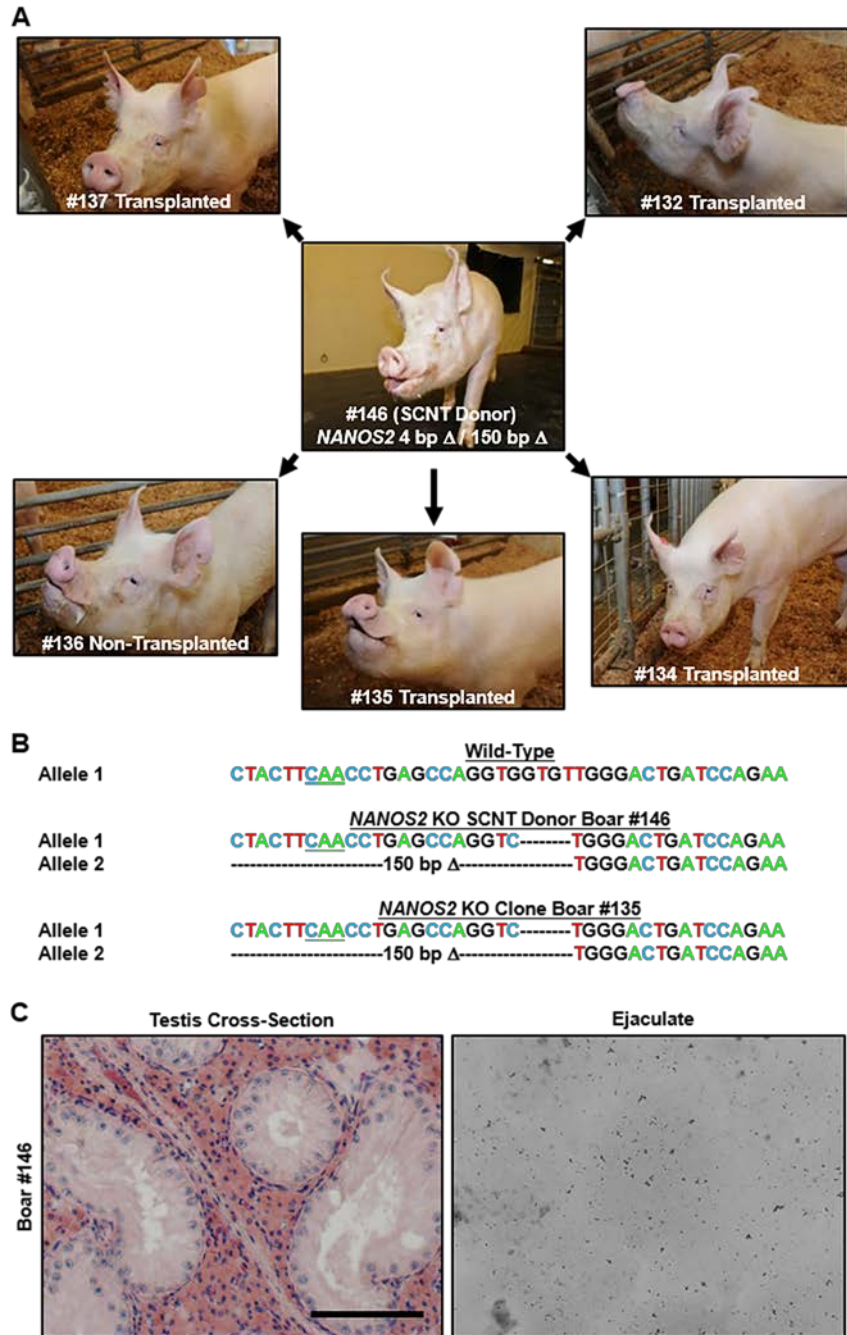 A
#137 Transplanted
#132 Transplanted
#146 (SCNT Donor)
NANOS2 4 bp Δ / 150 bp Δ
#136 Non-Transplanted
#135 Transplanted
#134 Transplanted
B
Wild-Type
Allele 1 CTACTTCAACCTGAGCCAGGTGGTGTTGGGACTGATCCAGAA
NANOS2 KO SCNT Donor Boar #146
Allele 1 CTACTTCAACCTGAGCCAGGTC--------TGGGACTGATCCAGAA
Allele 2 ------------------------150 bp Δ------------------TGGGACTGATCCAGAA
NANOS2 KO Clone Boar #135
Allele 1 CTACTTCAACCTGAGCCAGGTC--------TGGGACTGATCCAGAA
Allele 2 ------------------------150 bp Δ------------------TGGGACTGATCCAGAA
C
Testis Cross-Section
Ejaculate
Boar #146